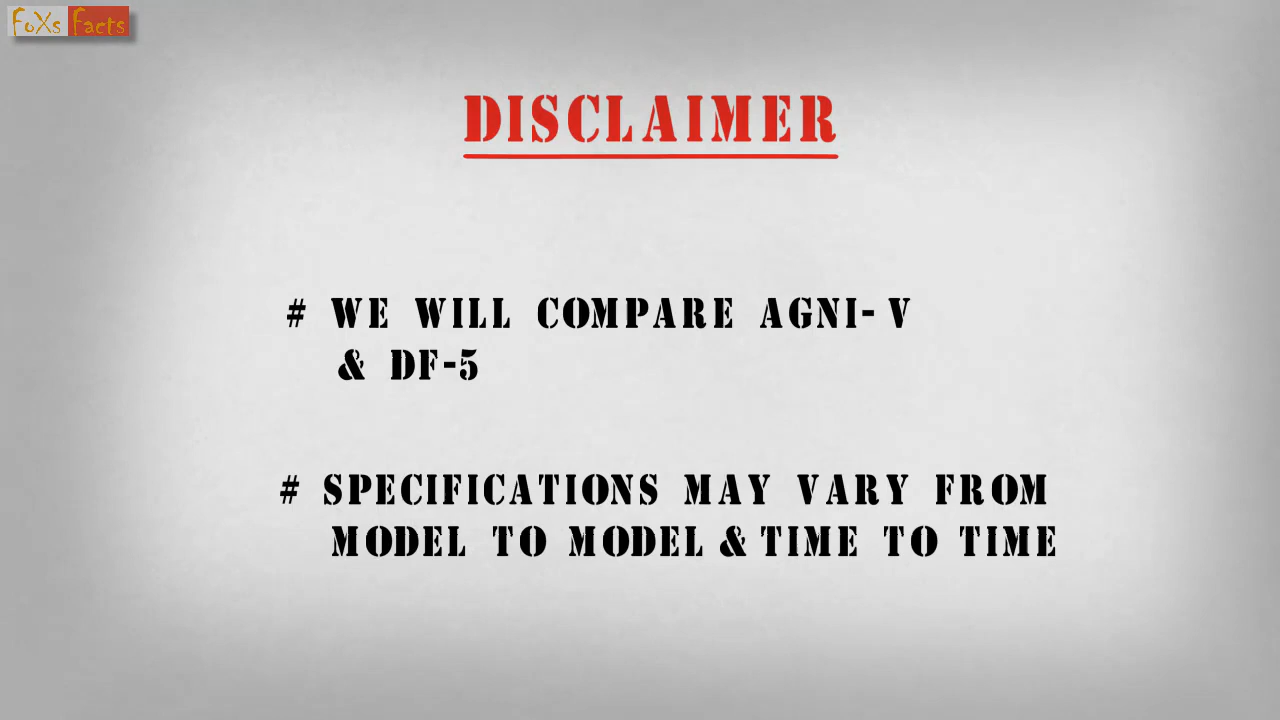 FoXs Facts
DISCLAIMER
# WE WILL COMPARE AGNI- V
& DF-5
# SPECIFICATIONS MAY VARY FROM
MODEL TO MODEL & TIME TO TIME